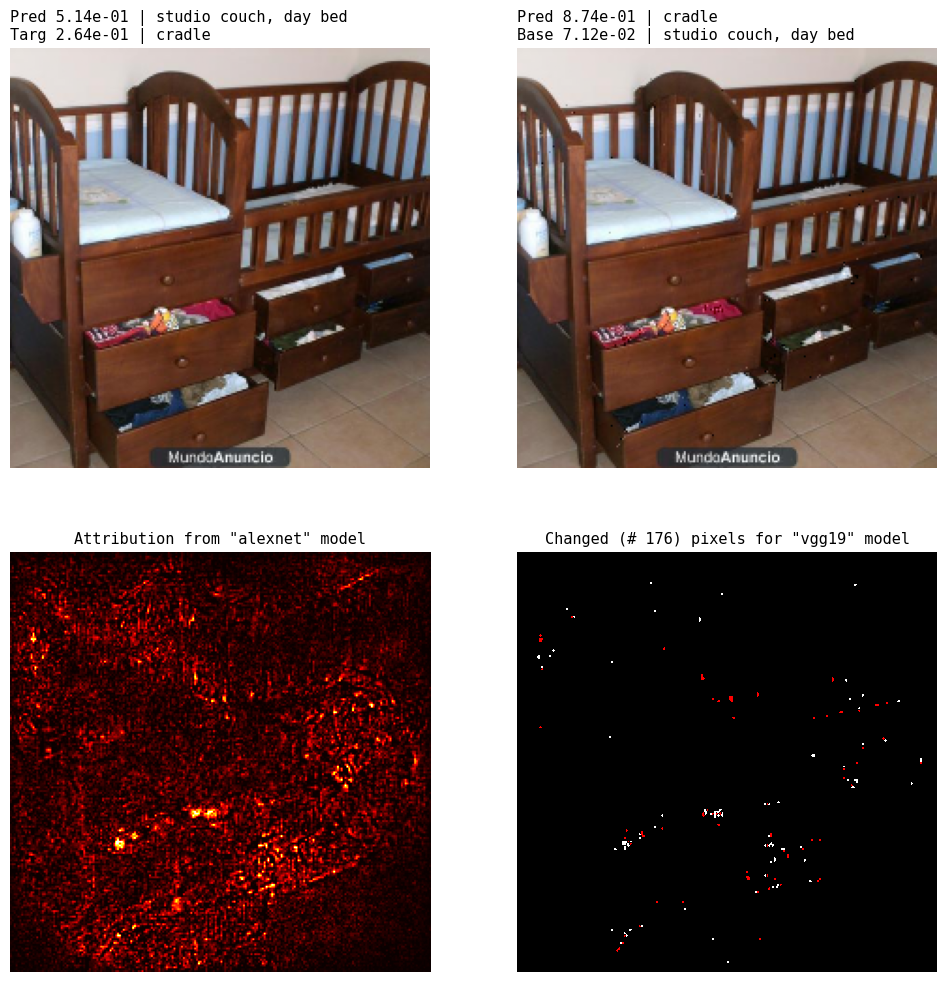 Pred 5.14e-01 | studio couch, day bed
Targ 2.64e-01 | cradle
Pred 8.74e-01 | cradle
Base 7.12e-02 | studio couch, day bed
MundoAnuncio
MundoAnuncio
Attribution from "alexnet" model
Changed (# 176) pixels for "vgg19" model